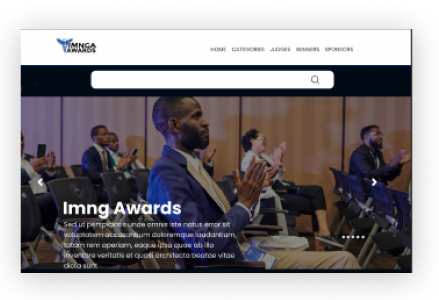 IMNGA
AWARDS
HOME CATEGORIES JUDGES WINNERS SPONSORS
Imng Awards
Sed ut perspiciatis unde omnis iste natus error sit
voluptatem accusantium doloremque laudantium,
totam rem aperiam, eaque ipsa quae ab illo
inventore veritatis et quasi architecto beatae vitae
dicta sunt